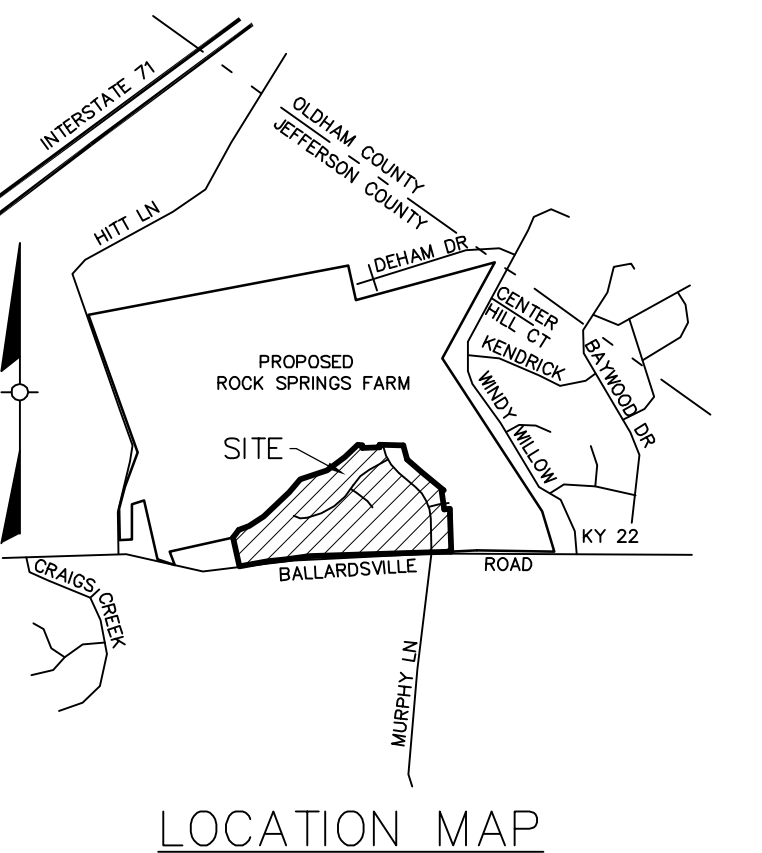 INTERSTATE 71
OLDHAM COUNTY
JEFFERSON COUNTY
HITT LN
DEHAM DR
CENTER
HILL CT
KENDRICK
BAYWOOD DR
PROPOSED
ROCK SPRINGS FARM
WINDY WILLOW
SITE
KY 22
BALLARDSVILLE ROAD
CRAIGS CREEK
MURPHY LN
LOCATION MAP